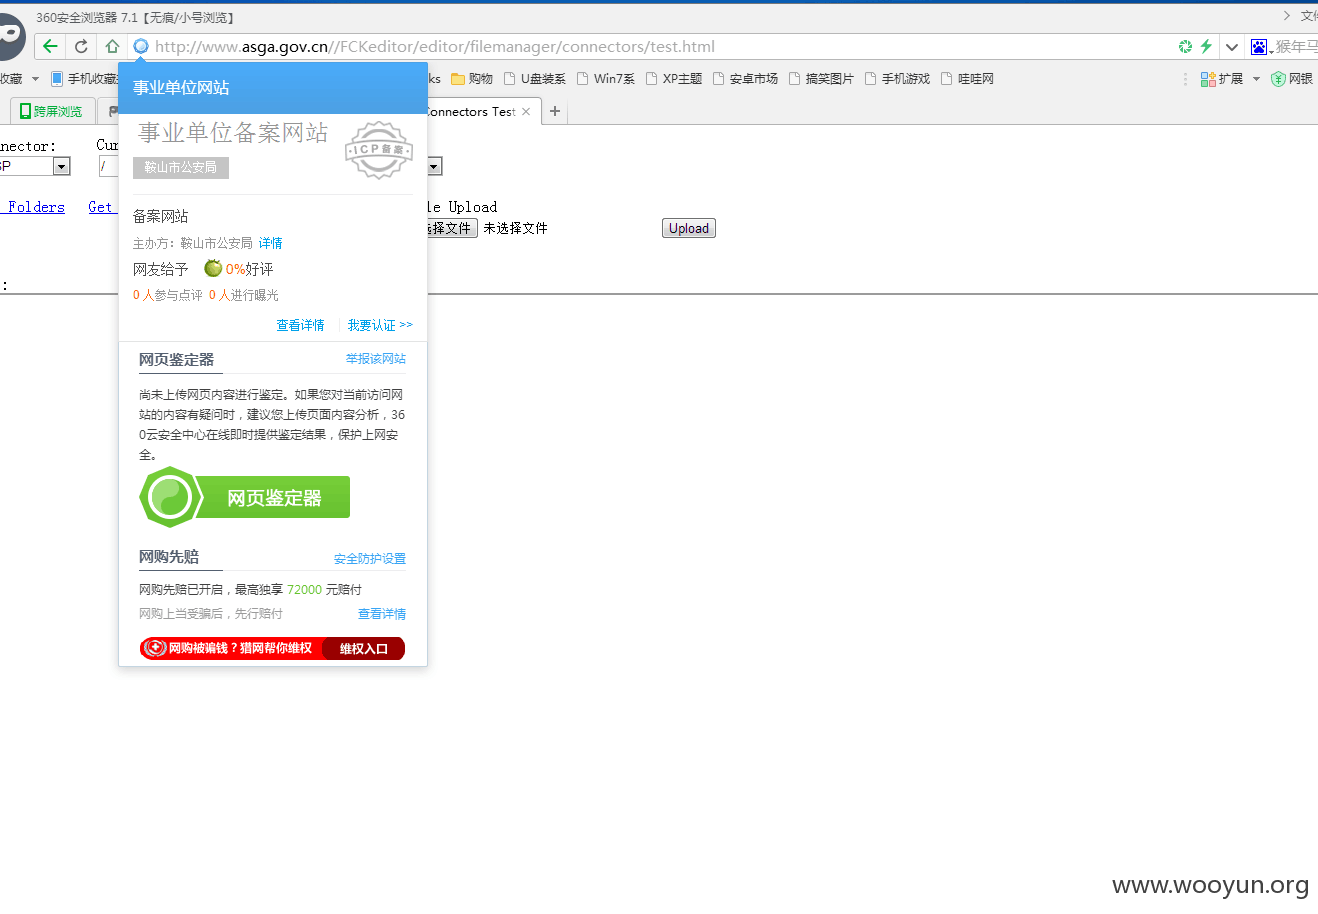 360安全浏览器 7.1【无痕/小号浏览】
文件
http://www.asga.gov.cn//FCKeditor/editor/filemanager/connectors/test.html
猴年马
收藏 手机收藏 ks 购物 U盘装系 Win7系 XP主题 安卓市场 搞笑图片 手机游戏 哇哇网 扩展 网银
跨屏浏览 Connectors Test
事业单位网站
事业单位备案网站
鞍山市公安局
ICP备案
nnector: Cur
SP /
Folders Get le Upload
选择文件 未选择文件 Upload
:
备案网站
主办方：鞍山市公安局 详情
网友给予 0%好评
0 人参与点评 0 人进行曝光
查看详情 我要认证 >>
网页鉴定器 举报该网站
尚未上传网页内容进行鉴定。如果您对当前访问网
站的内容有疑问时，建议您上传页面内容分析，36
0云安全中心在线即时提供鉴定结果，保护上网安
全。
网页鉴定器
网购先赔 安全防护设置
网购先赔已开启，最高独享 72000 元赔付
网购上当受骗后，先行赔付 查看详情
网购被骗钱？猎网帮你维权 维权入口
www.wooyun.org